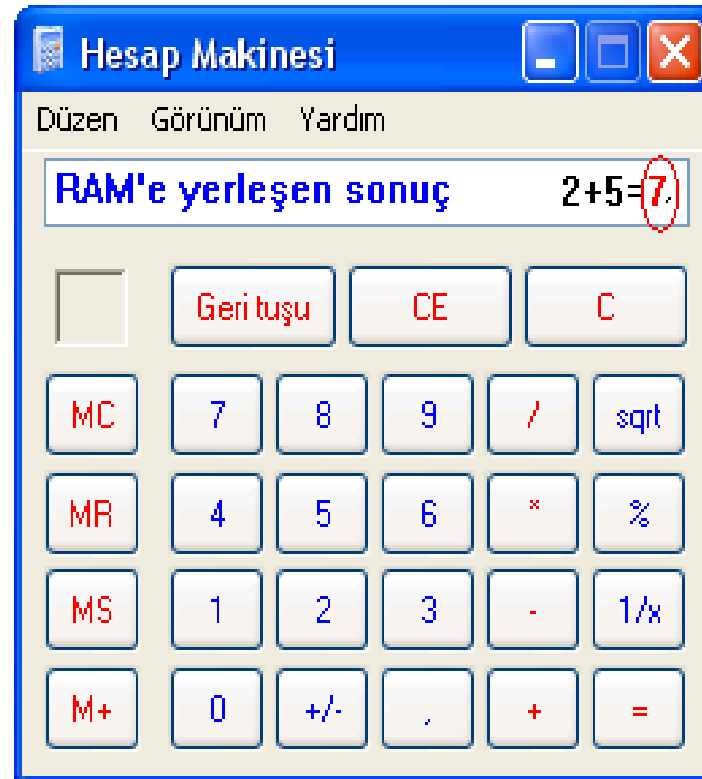 Hesap Makinesi
Düzen Görünüm Yardım
RAM'e yerleşen sonuç 2+5=7,
Geri tuşu CE C
MC 7 8 9 / sqrt
MR 4 5 6 * %
MS 1 2 3 - 1/x
M+ 0 +/- , + =